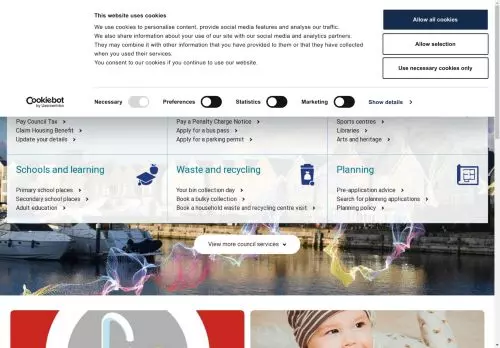 This website uses cookies
We use cookies to personalise content, provide social media features and analyse our traffic.
We also share information about your use of our site with our social media and analytics partners.
They may combine it with other information that you have provided to them or that they have collected
when you used their services.
You consent to our cookies if you continue to use our website.
Allow all cookies
Allow selection
Use necessary cookies only
Cookiebot
by Usercentrics
Necessary
Preferences
Statistics
Marketing
Show details
Pay Council Tax
Claim Housing Benefit
Update your details
Pay a Penalty Charge Notice
Apply for a bus pass
Apply for a parking permit
Sports centres
Libraries
Arts and heritage
Schools and learning
Primary school places
Secondary school places
Adult education
Waste and recycling
Your bin collection day
Book a bulky collection
Book a household waste and recycling centre visit
Planning
Pre-application advice
Search for planning applications
Planning policy
View more council services